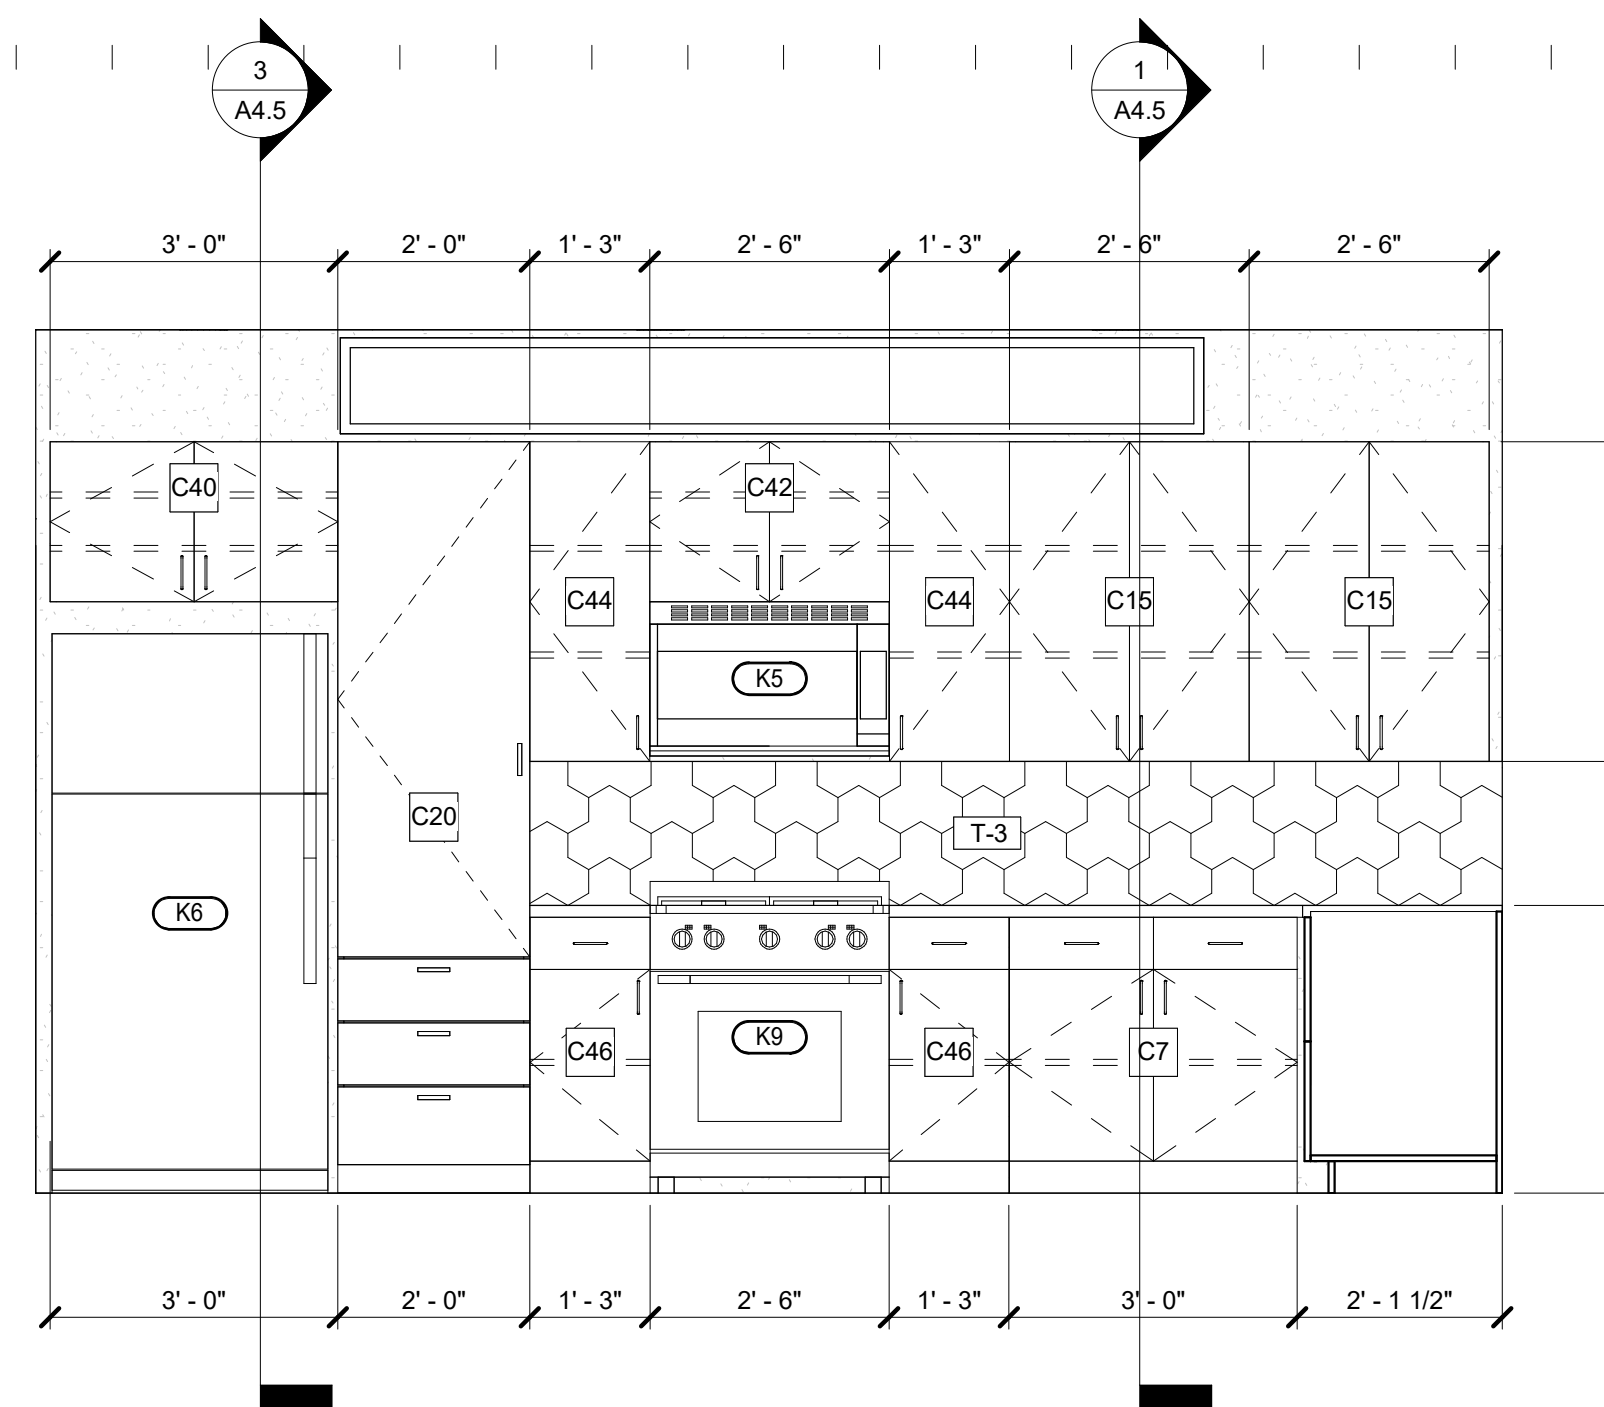 3
A4.5
1
A4.5
3' - 0" 2' - 0" 1' - 3" 2' - 6" 1' - 3" 2' - 6" 2' - 6"
C40 C42
C44 C44 C15 C15
K5
C20 T-3
K6
K9
C46 C46 C7
3' - 0" 2' - 0" 1' - 3" 2' - 6" 1' - 3" 3' - 0" 2' - 1 1/2"